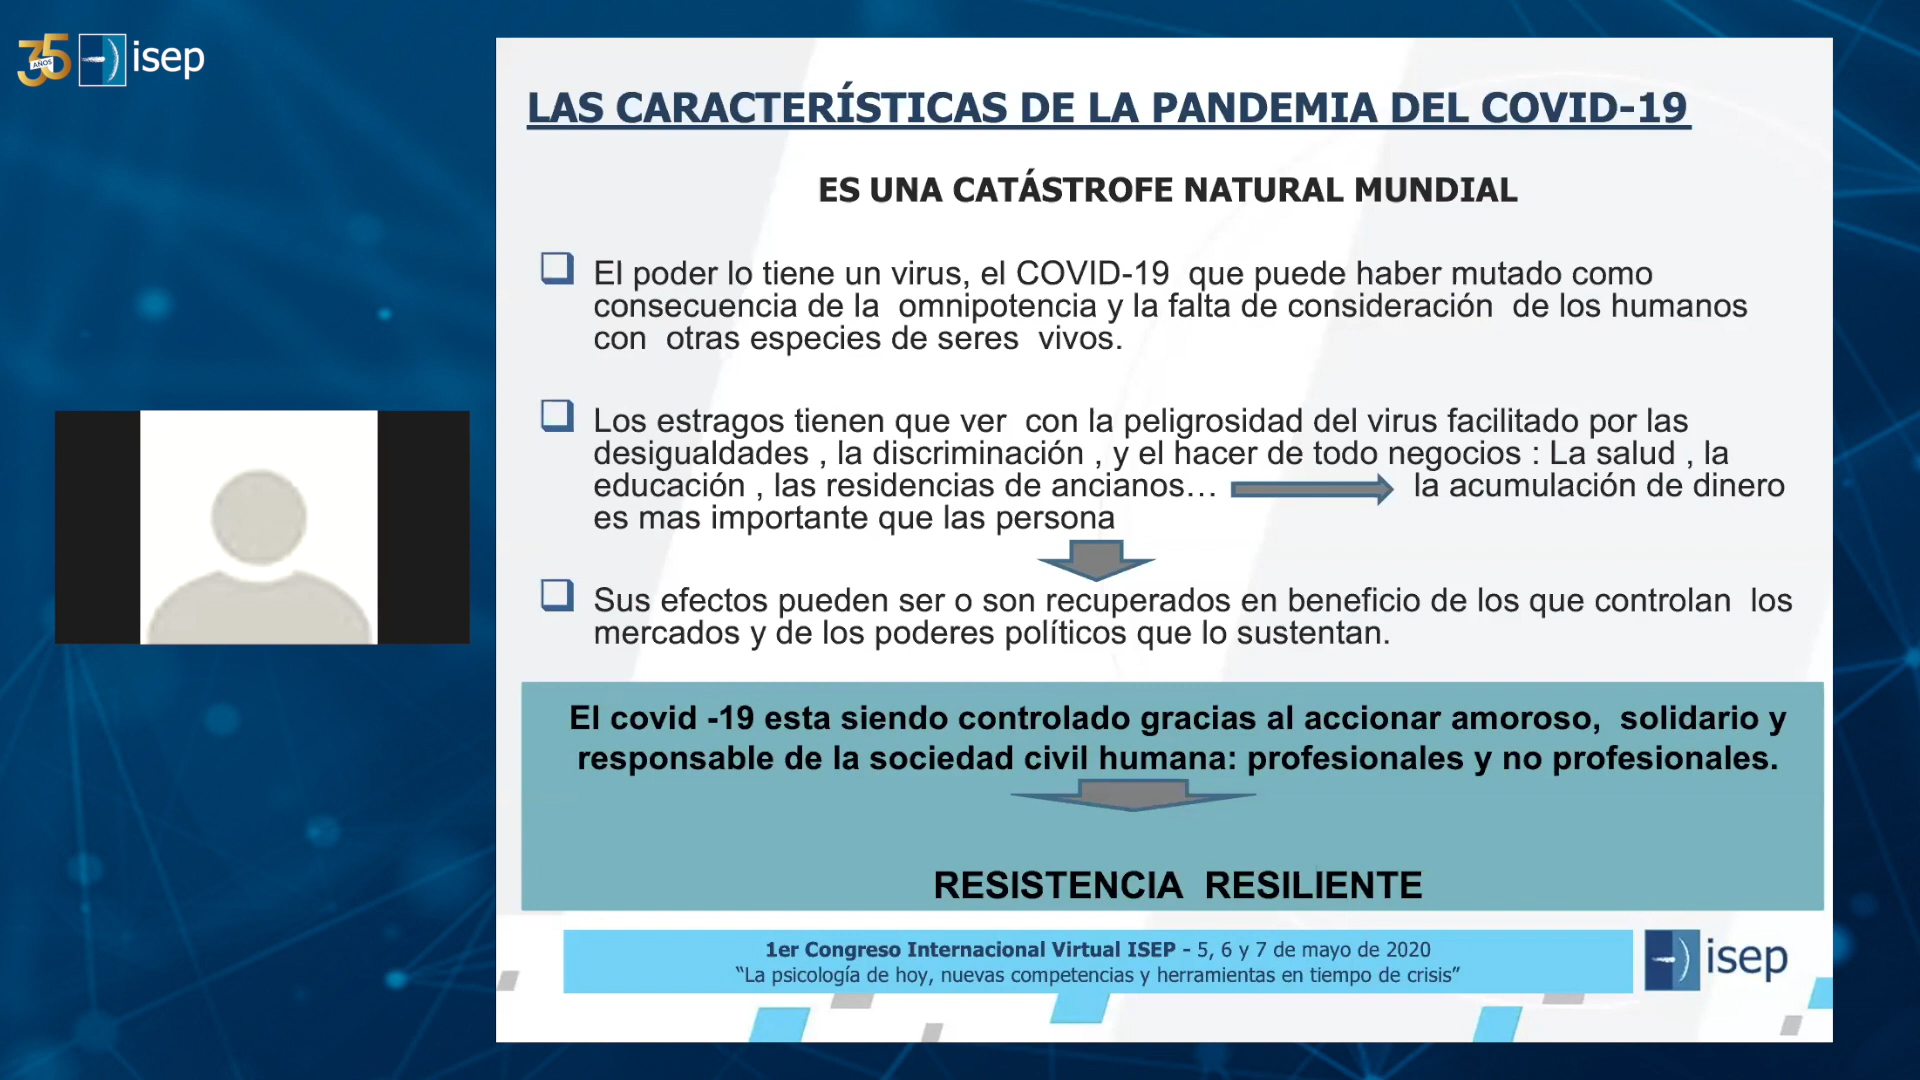 35
AÑOS
isep
LAS CARACTERÍSTICAS DE LA PANDEMIA DEL COVID-19
ES UNA CATÁSTROFE NATURAL MUNDIAL
El poder lo tiene un virus, el COVID-19 que puede haber mutado como
consecuencia de la omnipotencia y la falta de consideración de los humanos
con otras especies de seres vivos.
Los estragos tienen que ver con la peligrosidad del virus facilitado por las
desigualdades , la discriminación , y el hacer de todo negocios : La salud , la
educación , las residencias de ancianos… la acumulación de dinero
es mas importante que las persona
Sus efectos pueden ser o son recuperados en beneficio de los que controlan los
mercados y de los poderes políticos que lo sustentan.
El covid -19 esta siendo controlado gracias al accionar amoroso, solidario y
responsable de la sociedad civil humana: profesionales y no profesionales.
RESISTENCIA RESILIENTE
1er Congreso Internacional Virtual ISEP - 5, 6 y 7 de mayo de 2020
“La psicología de hoy, nuevas competencias y herramientas en tiempo de crisis”
isep